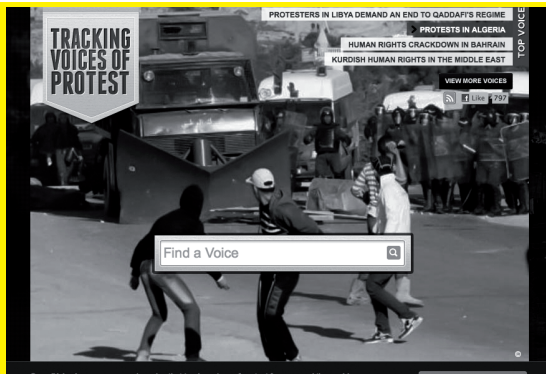 TRACKING
VOICES OF
PROTEST
PROTESTERS IN LIBYA DEMAND AN END TO QADDAFI'S REGIME
PROTESTS IN ALGERIA
HUMAN RIGHTS CRACKDOWN IN BAHRAIN
KURDISH HUMAN RIGHTS IN THE MIDDLE EAST
TOP VOICE
VIEW MORE VOICES
Like 797
Find a Voice